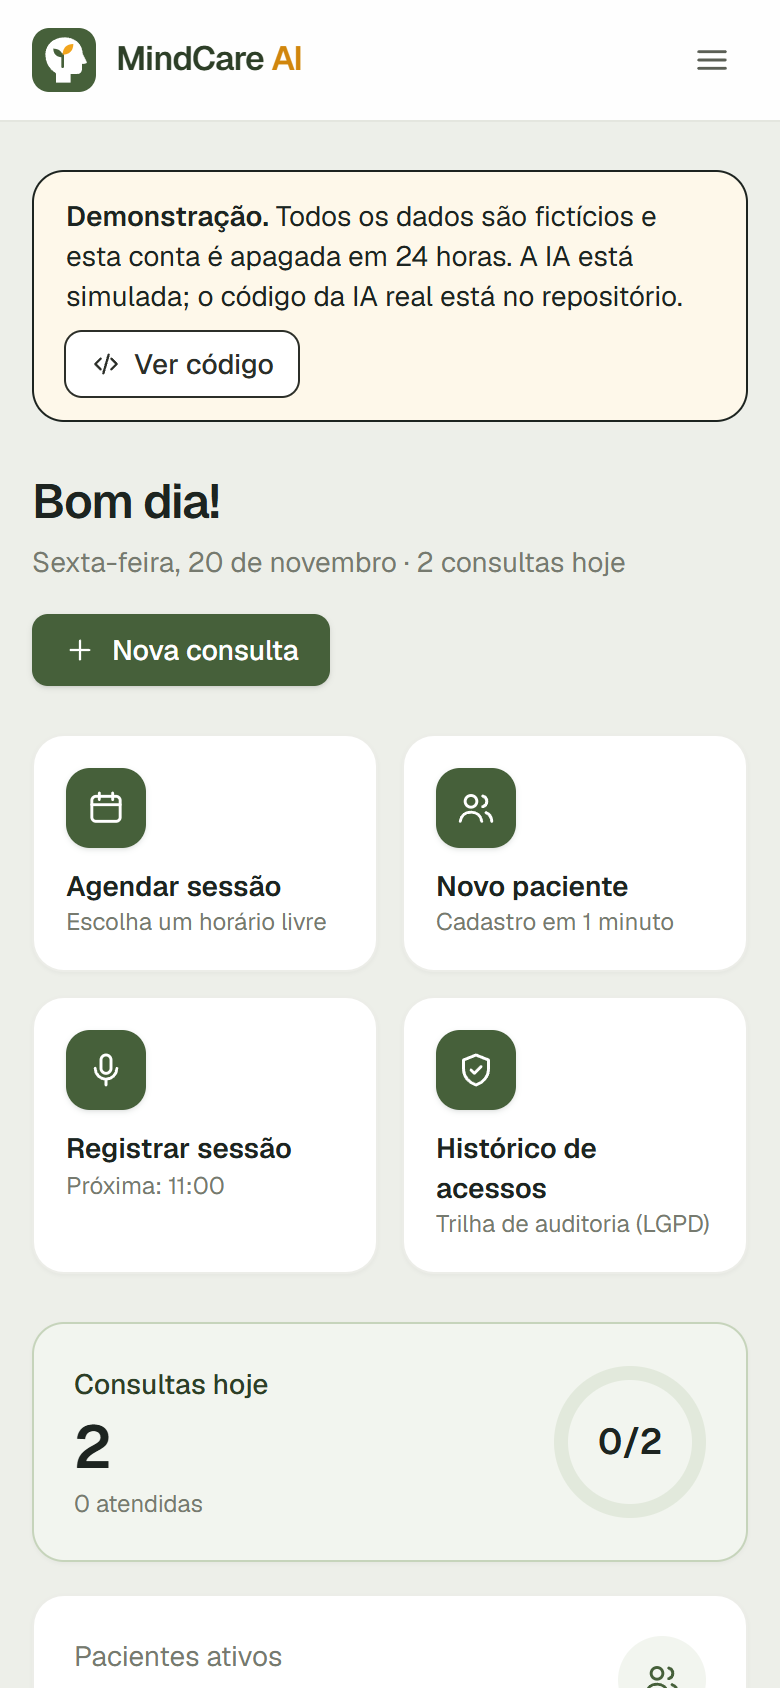 MindCare AI
Demonstração. Todos os dados são fictícios e
esta conta é apagada em 24 horas. A IA está
simulada; o código da IA real está no repositório.
Ver código
Bom dia!
Sexta-feira, 20 de novembro · 2 consultas hoje
Nova consulta
Agendar sessão
Escolha um horário livre
Novo paciente
Cadastro em 1 minuto
Registrar sessão
Próxima: 11:00
Histórico de
acessos
Trilha de auditoria (LGPD)
Consultas hoje
2
0 atendidas
0/2
Pacientes ativos